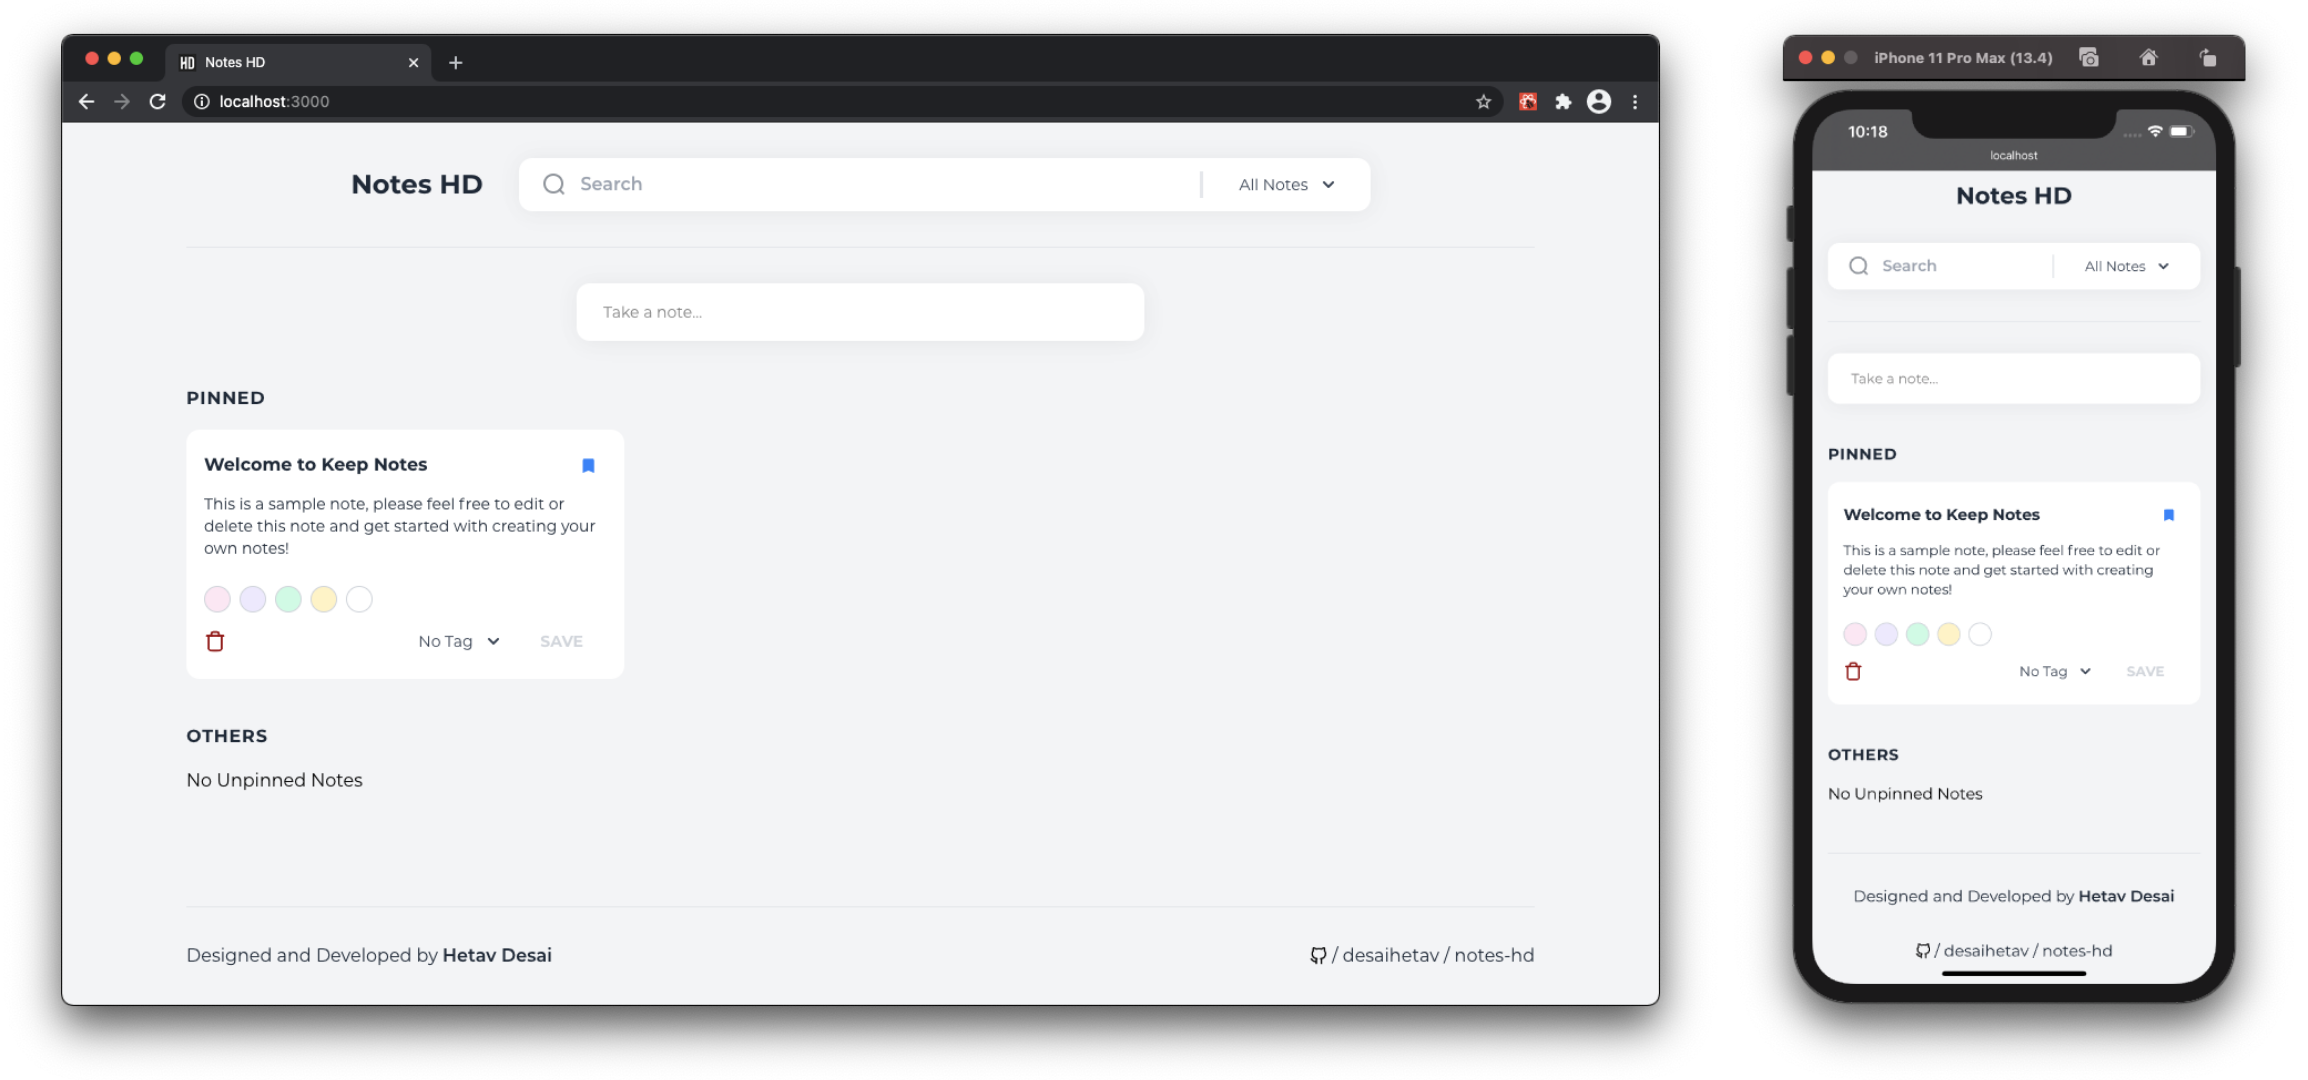 HD Notes HD
localhost:3000
Notes HD
Search
All Notes
Take a note...
PINNED
Welcome to Keep Notes
This is a sample note, please feel free to edit or
delete this note and get started with creating your
own notes!
No Tag
SAVE
OTHERS
No Unpinned Notes
Designed and Developed by Hetav Desai
/ desaihetav / notes-hd
iPhone 11 Pro Max (13.4)
10:18
localhost
Notes HD
Search
All Notes
Take a note...
PINNED
Welcome to Keep Notes
This is a sample note, please feel free to edit or
delete this note and get started with creating
your own notes!
No Tag
SAVE
OTHERS
No Unpinned Notes
Designed and Developed by Hetav Desai
/ desaihetav / notes-hd